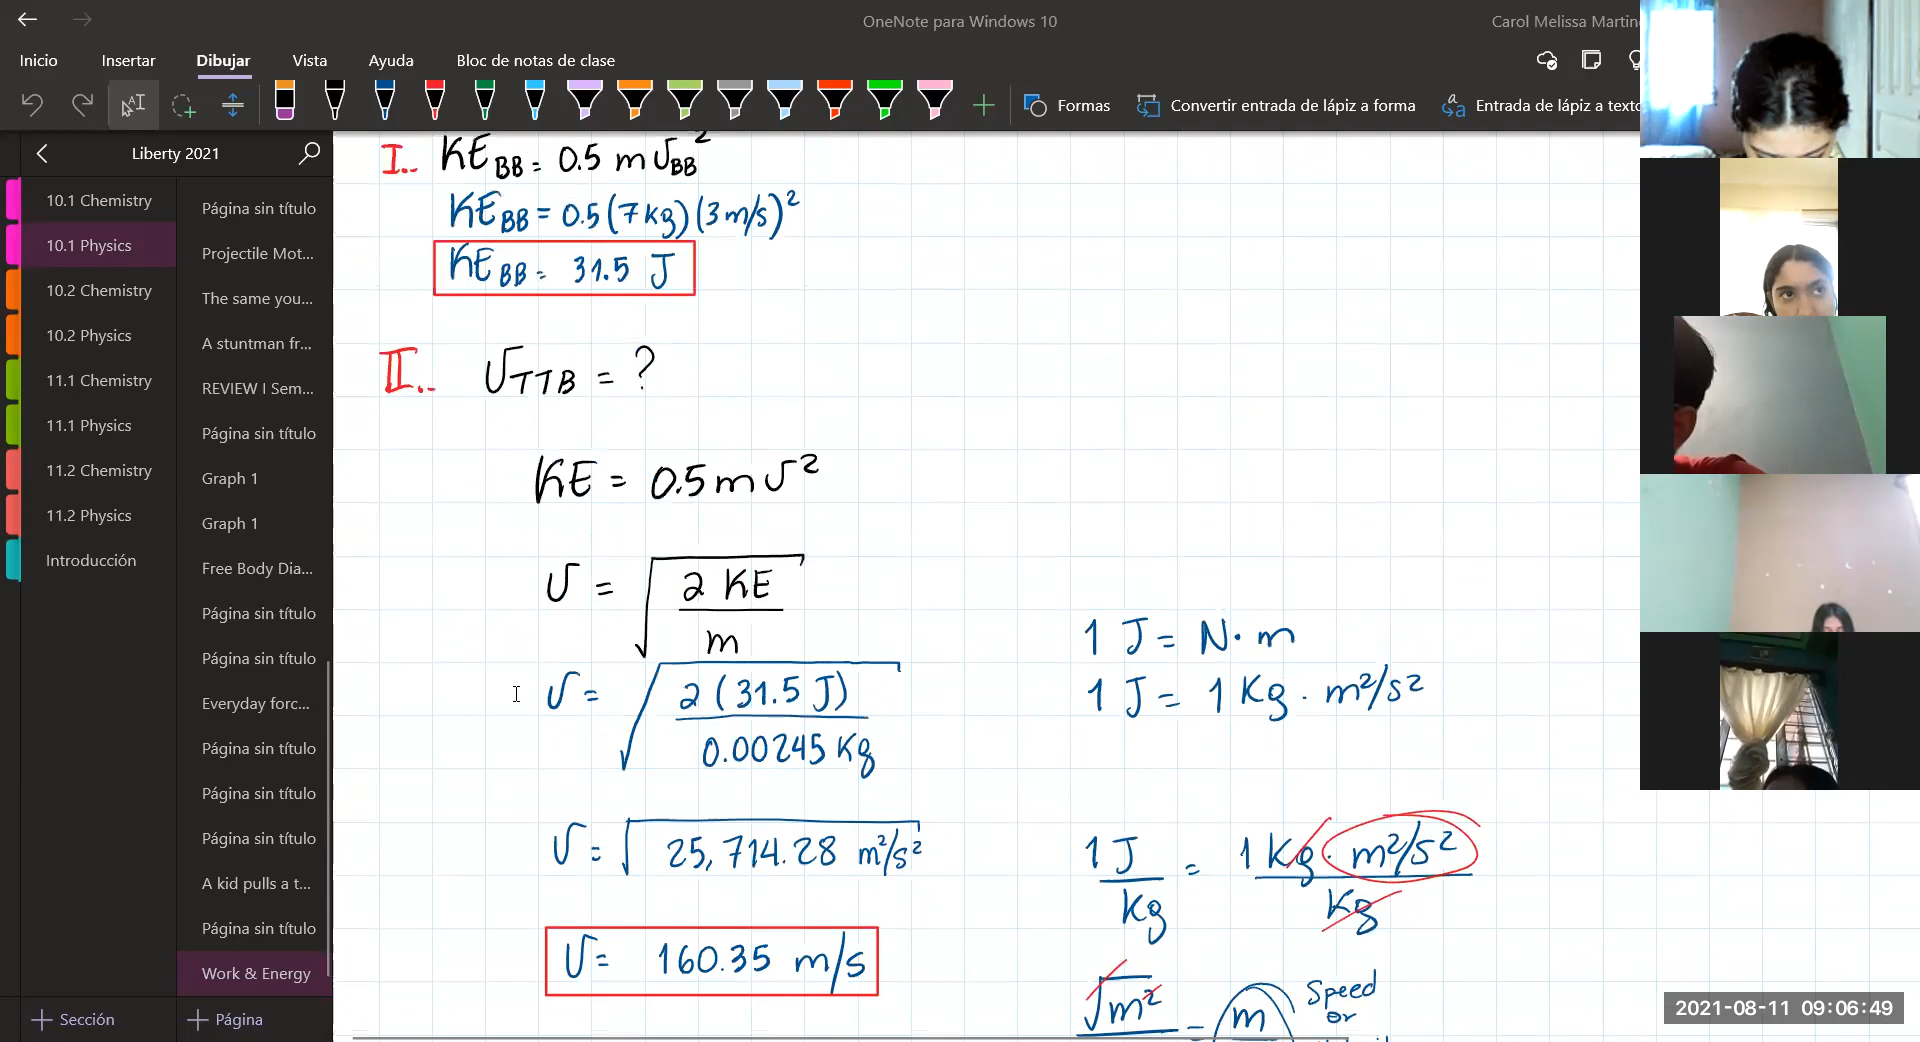 OneNote para Windows 10
Carol Melissa Martin
Inicio
Insertar
Dibujar
Vista
Ayuda
Bloc de notas de clase
Formas
Convertir entrada de lápiz a forma
Entrada de lápiz a texto
Liberty 2021
10.1 Chemistry
10.1 Physics
10.2 Chemistry
10.2 Physics
11.1 Chemistry
11.1 Physics
11.2 Chemistry
11.2 Physics
Introducción
Sección
Página sin título
Projectile Mot...
The same you...
A stuntman fr...
REVIEW I Sem...
Página sin título
Graph 1
Graph 1
Free Body Dia...
Página sin título
Página sin título
Everyday forc...
Página sin título
Página sin título
Página sin título
A kid pulls a t...
Página sin título
Work & Energy
Página
I.. KE BB = 0.5 m v BB ²
KE BB = 0.5 (7 kg) (3 m/s)²
KE BB = 31.5 J
II.. v TTB = ?
KE = 0.5 m v²
v = √ 2 KE / m
v = √ 2 (31.5 J) / 0.00245 Kg
v = √ 25,714.28 m²/s²
v = 160.35 m/s
1 J = N · m
1 J = 1 Kg · m²/s²
1 J / kg = 1 Kg · m²/s² / Kg
√m² = m
Speed
or
2021-08-11 09:06:49